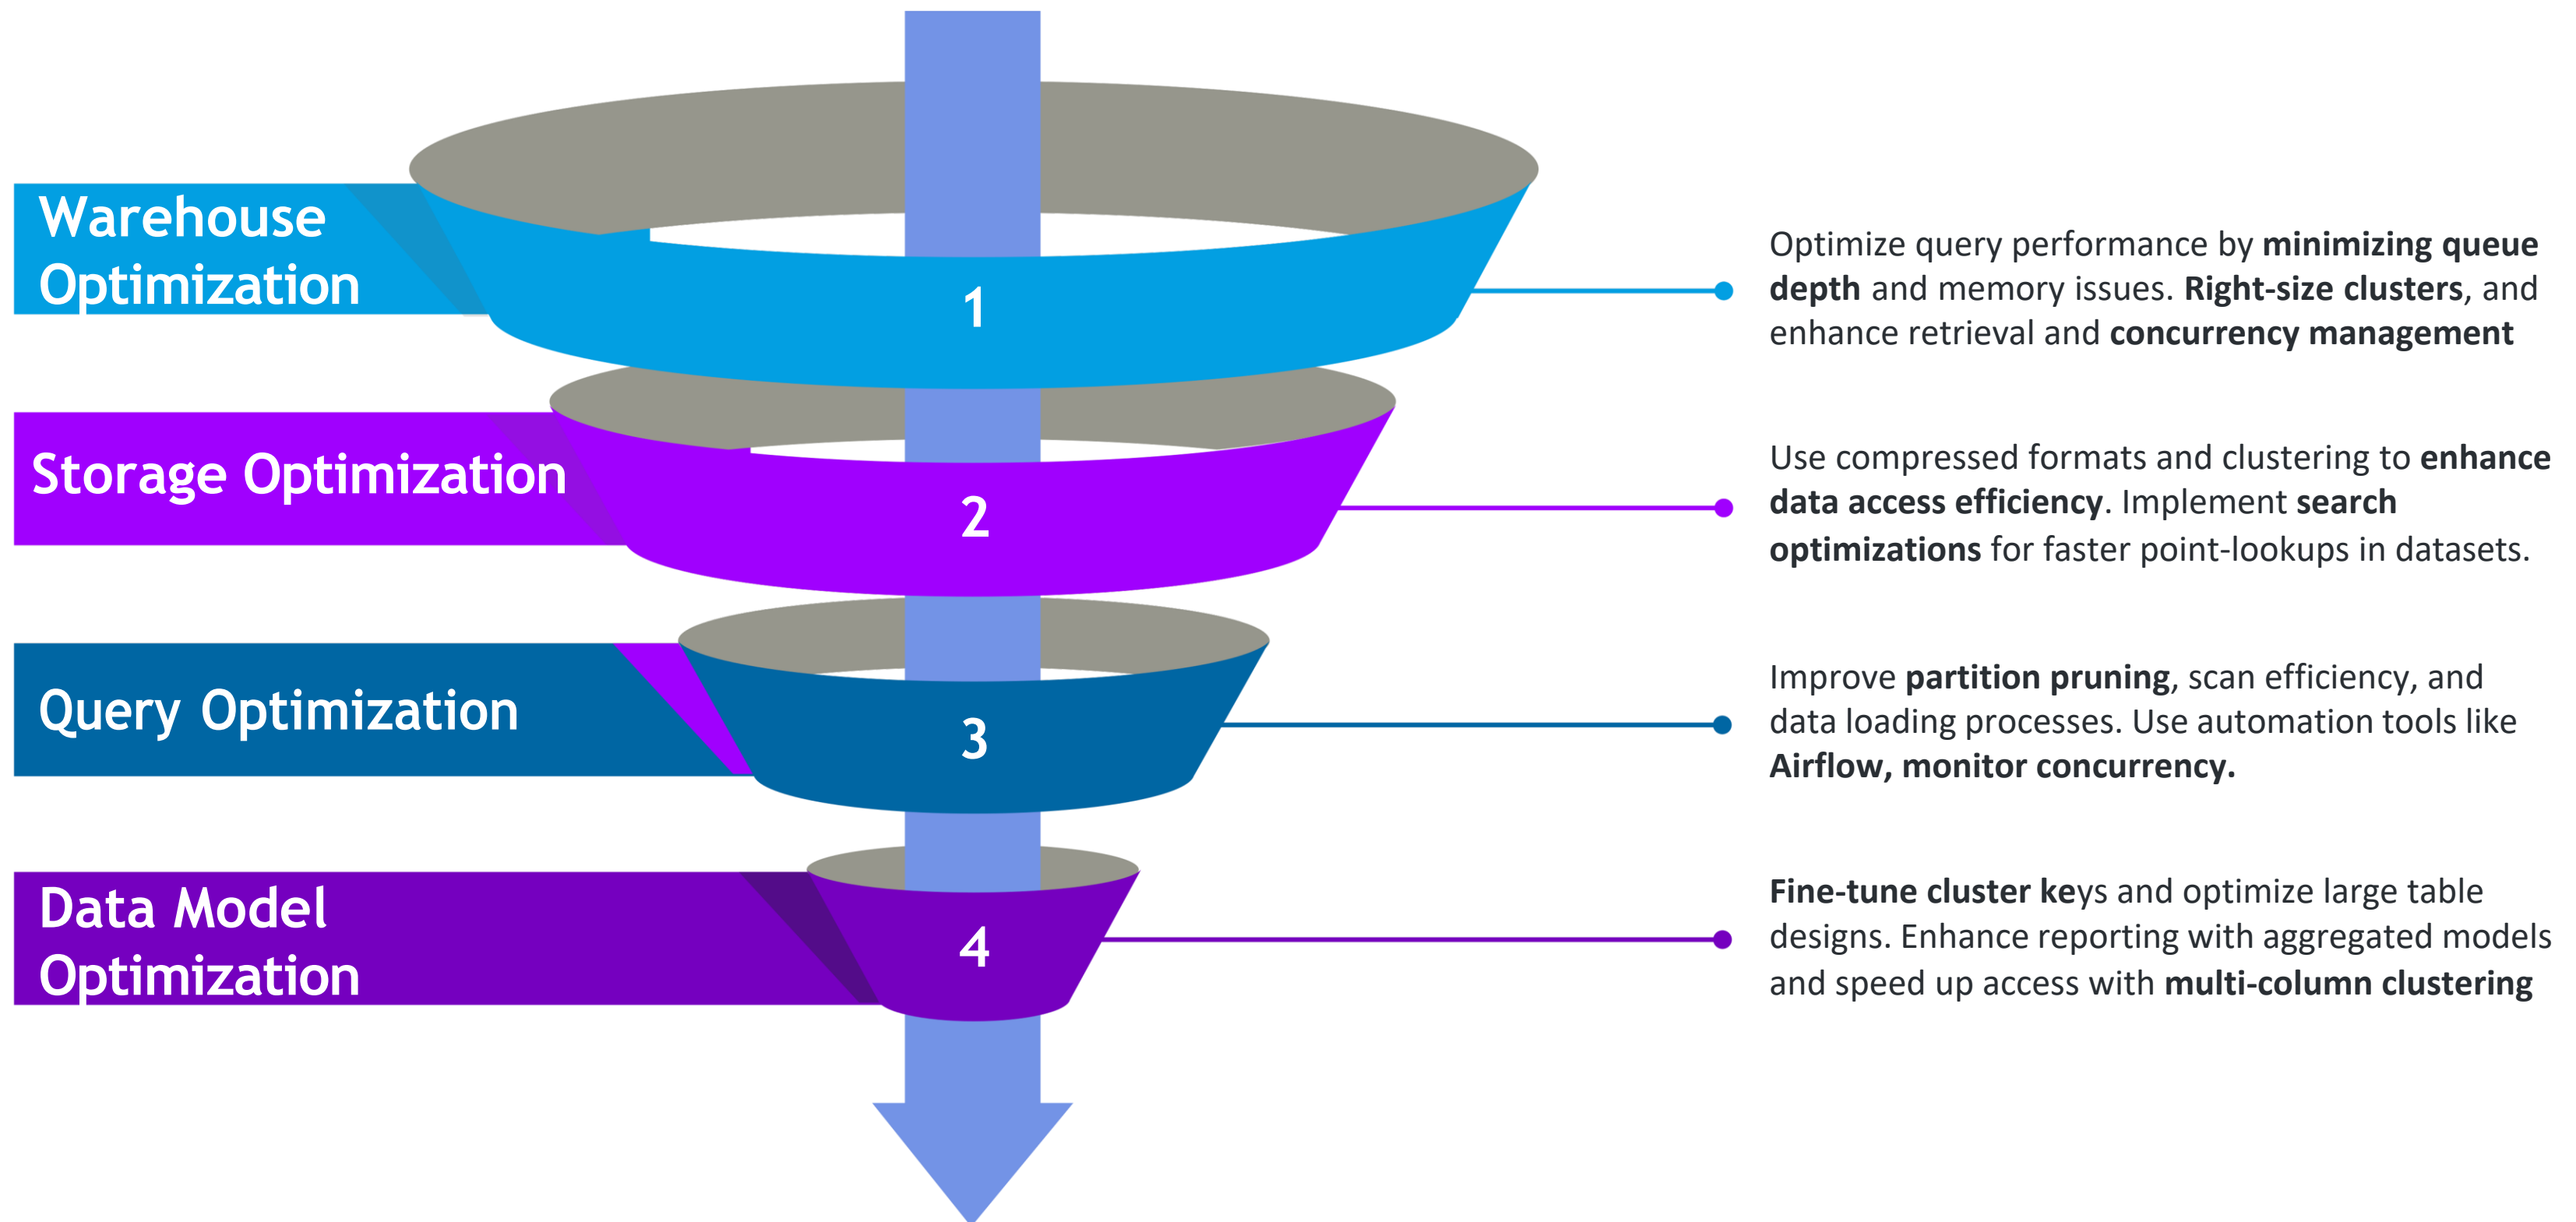 Warehouse
Optimization
1
Optimize query performance by minimizing queue
depth and memory issues. Right-size clusters, and
enhance retrieval and concurrency management
Storage Optimization
2
Use compressed formats and clustering to enhance
data access efficiency. Implement search
optimizations for faster point-lookups in datasets.
Query Optimization
3
Improve partition pruning, scan efficiency, and
data loading processes. Use automation tools like
Airflow, monitor concurrency.
Data Model
Optimization
4
Fine-tune cluster keys and optimize large table
designs. Enhance reporting with aggregated models
and speed up access with multi-column clustering